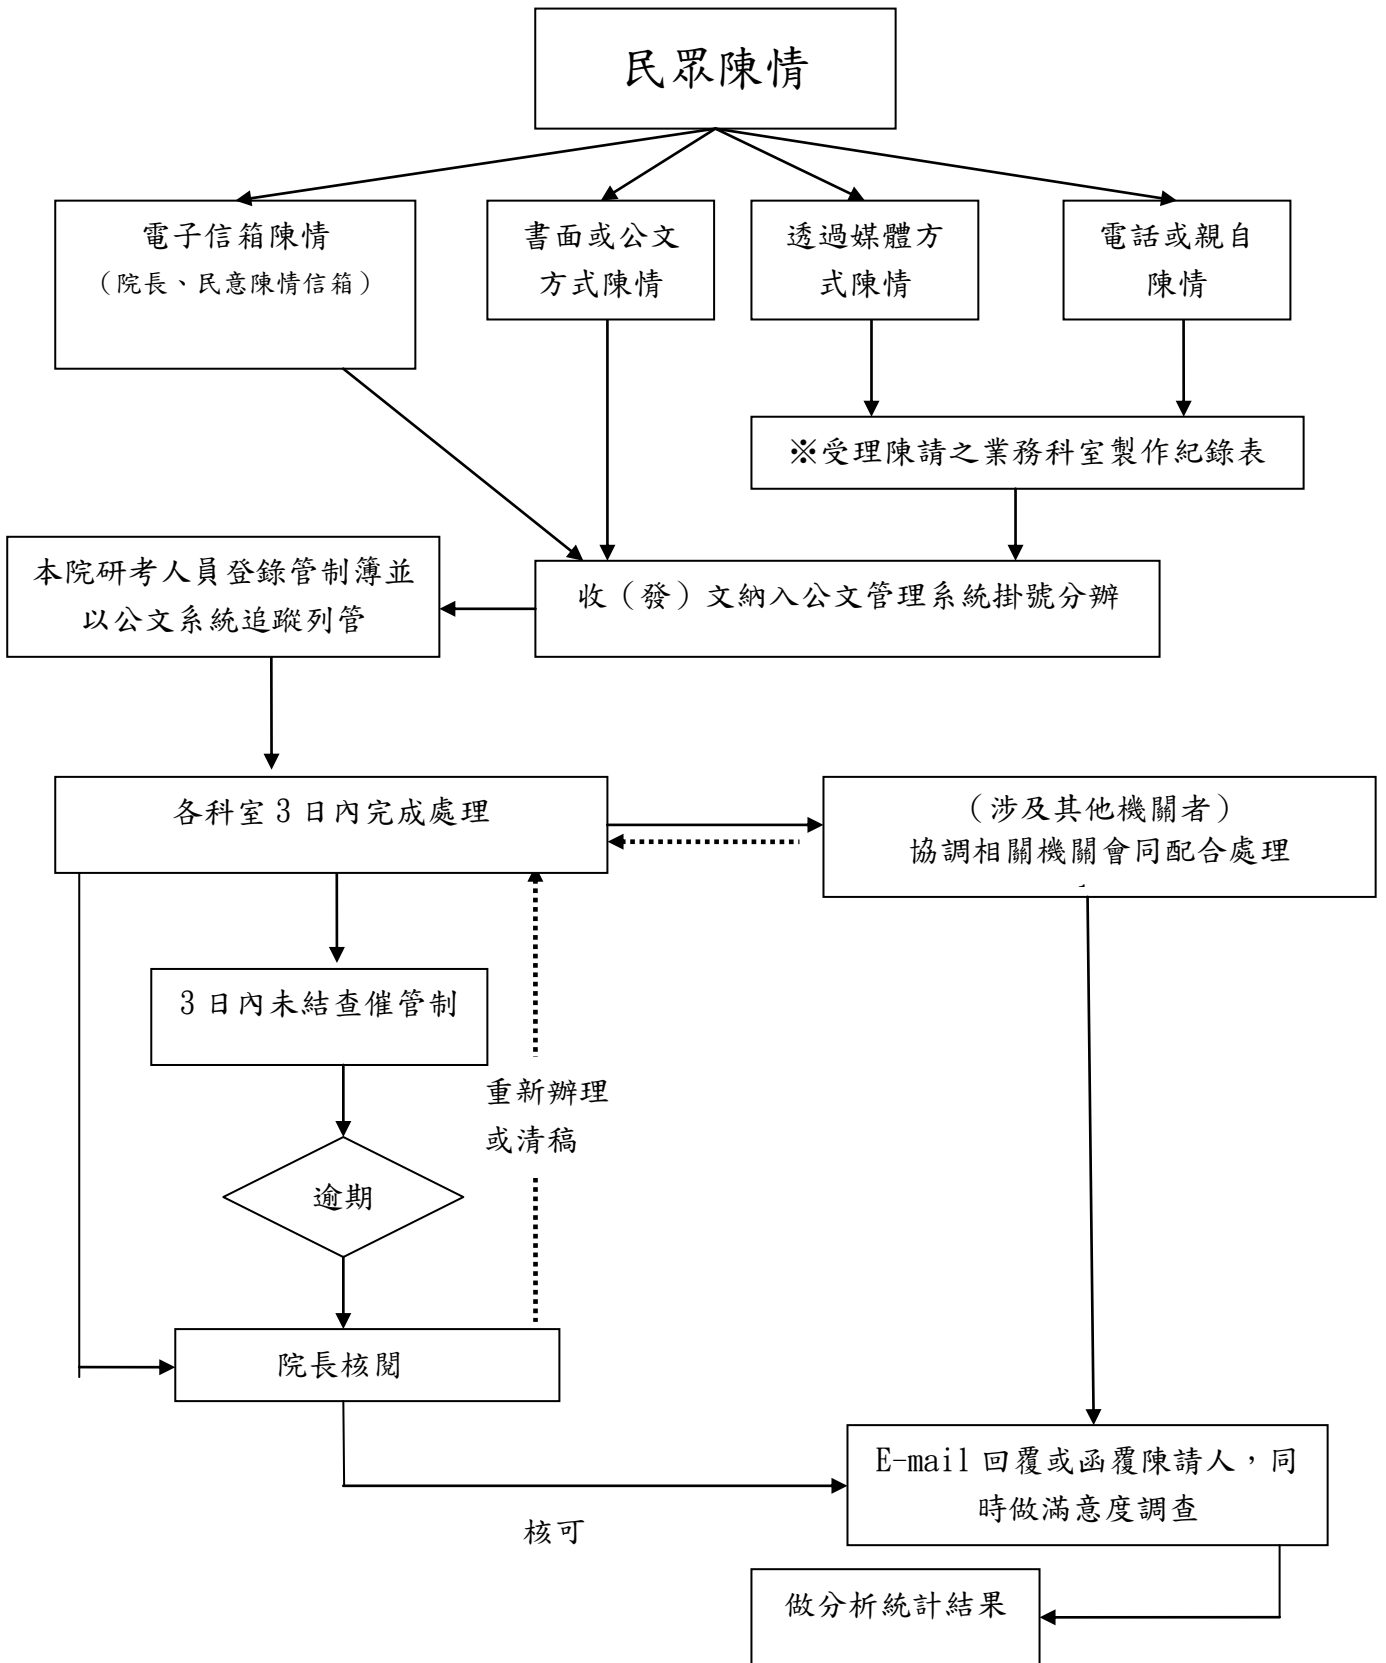 民眾陳情
電子信箱陳情
（院長、民意陳情信箱）
書面或公文
方式陳情
透過媒體方
式陳情
電話或親自
陳情
※受理陳請之業務科室製作紀錄表
本院研考人員登錄管制簿並
以公文系統追蹤列管
收（發）文納入公文管理系統掛號分辦
各科室 3 日內完成處理
（涉及其他機關者）
協調相關機關會同配合處理
3 日內未結查催管制
重新辦理
或清稿
逾期
院長核閱
E-mail 回覆或函覆陳請人，同
時做滿意度調查
核可
做分析統計結果